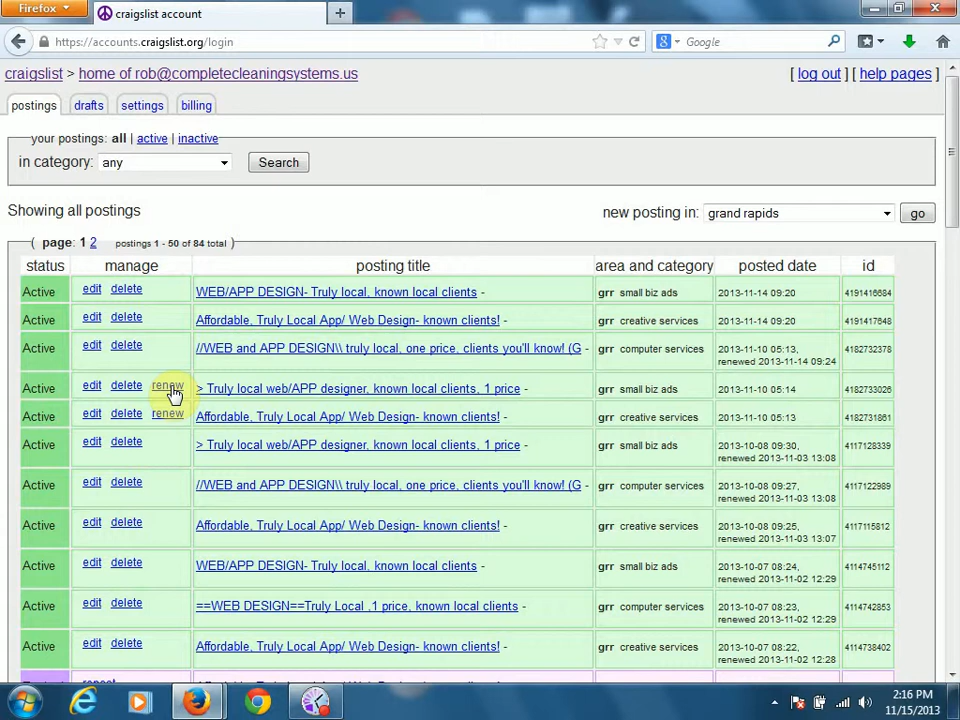 Firefox
craigslist account
https://accounts.craigslist.org/login
Google
craigslist > home of rob@completecleaningsystems.us
[ log out ] [ help pages ]
postings drafts settings billing
your postings: all | active | inactive
in category: any Search
Showing all postings
new posting in: grand rapids go
( page: 1 2 postings 1 - 50 of 84 total )
status manage posting title area and category posted date id
Active edit delete WEB/APP DESIGN- Truly local, known local clients - grr small biz ads 2013-11-14 09:20 4191416684
Active edit delete Affordable, Truly Local App/ Web Design- known clients! - grr creative services 2013-11-14 09:20 4191417648
Active edit delete //WEB and APP DESIGN\\ truly local, one price, clients you'll know! (G - grr computer services 2013-11-10 05:13, 4182732378
renewed 2013-11-14 09:24
Active edit delete renew > Truly local web/APP designer, known local clients, 1 price - grr small biz ads 2013-11-10 05:14 4182733026
Active edit delete renew Affordable, Truly Local App/ Web Design- known clients! - grr creative services 2013-11-10 05:13 4182731861
Active edit delete > Truly local web/APP designer, known local clients, 1 price - grr small biz ads 2013-10-08 09:30, 4117128339
renewed 2013-11-03 13:08
Active edit delete //WEB and APP DESIGN\\ truly local, one price, clients you'll know! (G - grr computer services 2013-10-08 09:27, 4117122989
renewed 2013-11-03 13:08
Active edit delete Affordable, Truly Local App/ Web Design- known clients! - grr creative services 2013-10-08 09:25, 4117115812
renewed 2013-11-03 13:07
Active edit delete WEB/APP DESIGN- Truly local, known local clients - grr small biz ads 2013-10-07 08:24, 4114745112
renewed 2013-11-02 12:29
Active edit delete ==WEB DESIGN==Truly Local ,1 price, known local clients - grr computer services 2013-10-07 08:23, 4114742853
renewed 2013-11-02 12:29
Active edit delete Affordable, Truly Local App/ Web Design- known clients! - grr creative services 2013-10-07 08:22, 4114738402
renewed 2013-11-02 12:28
2:16 PM
11/15/2013